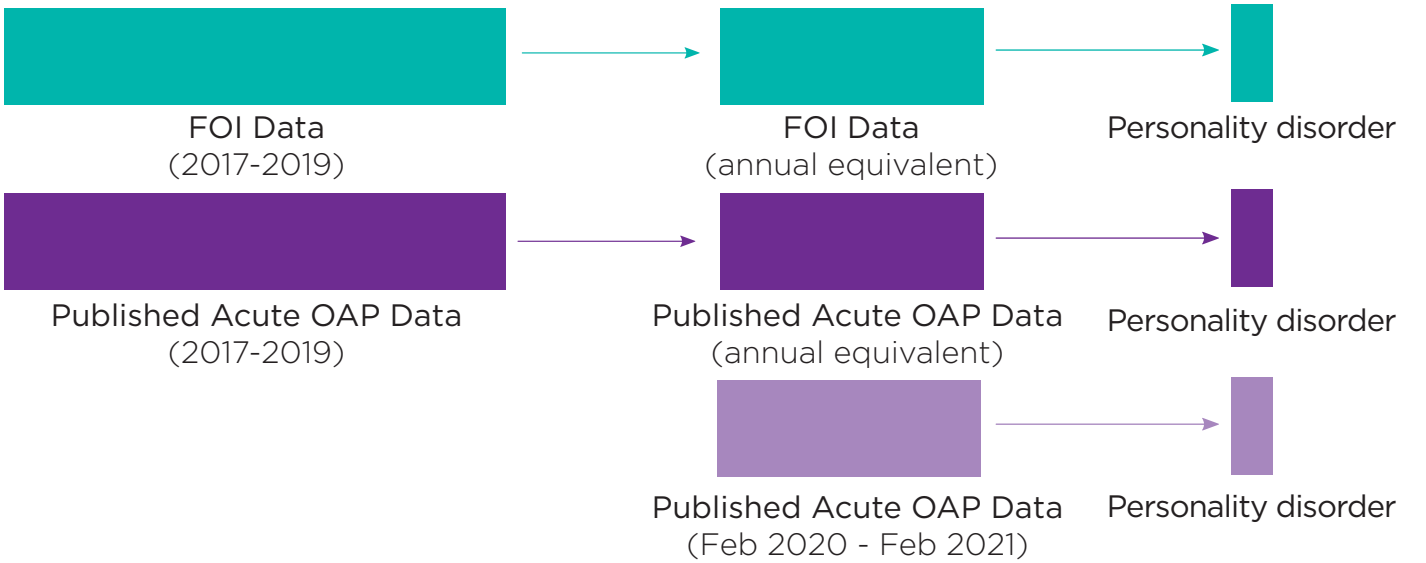 FOI Data
(2017-2019)
FOI Data
(annual equivalent)
Personality disorder
Published Acute OAP Data
(2017-2019)
Published Acute OAP Data
(annual equivalent)
Personality disorder
Published Acute OAP Data
(Feb 2020 - Feb 2021)
Personality disorder